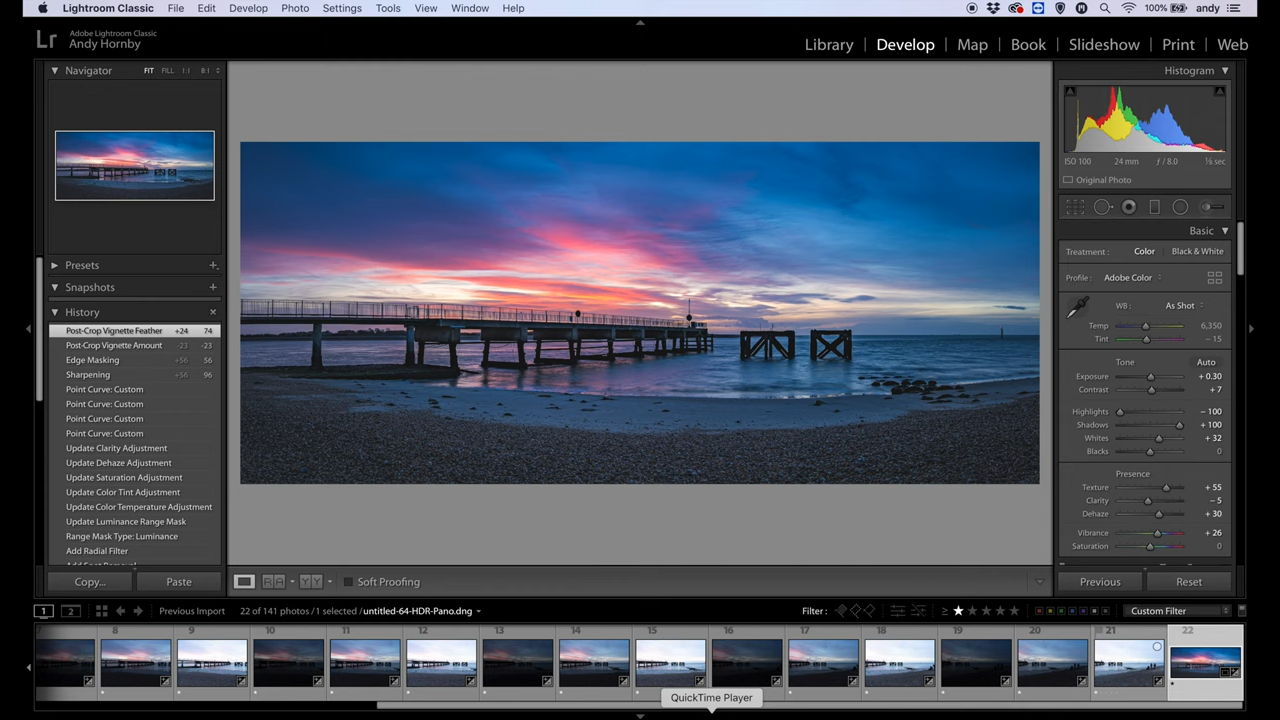 Lightroom Classic File Edit Develop Photo Settings Tools View Window Help 100% andy
Lr Adobe Lightroom Classic
Andy Hornby
Library Develop Map Book Slideshow Print Web
Navigator FIT FILL 1:1 8:1
Presets
Snapshots
History
Post-Crop Vignette Feather +24 74
Post-Crop Vignette Amount -23 -23
Edge Masking +56 56
Sharpening +56 96
Point Curve: Custom
Point Curve: Custom
Point Curve: Custom
Point Curve: Custom
Update Clarity Adjustment
Update Dehaze Adjustment
Update Saturation Adjustment
Update Color Tint Adjustment
Update Color Temperature Adjustment
Update Luminance Range Mask
Range Mask Type: Luminance
Add Radial Filter
Copy... Paste
Soft Proofing
Histogram
ISO 100 24 mm ƒ / 8.0 ⅛ sec
Original Photo
Basic
Treatment : Color Black & White
Profile : Adobe Color
WB : As Shot
Temp 6,350
Tint – 15
Tone Auto
Exposure + 0.30
Contrast + 7
Highlights – 100
Shadows + 100
Whites + 32
Blacks 0
Presence
Texture + 55
Clarity – 5
Dehaze + 30
Vibrance + 26
Saturation 0
Previous Reset
1 2 Previous Import 22 of 141 photos / 1 selected / untitled-64-HDR-Pano.dng Filter : ≥ Custom Filter
7 8 9 10 11 12 13 14 15 16 17 18 19 20 21 22
QuickTime Player